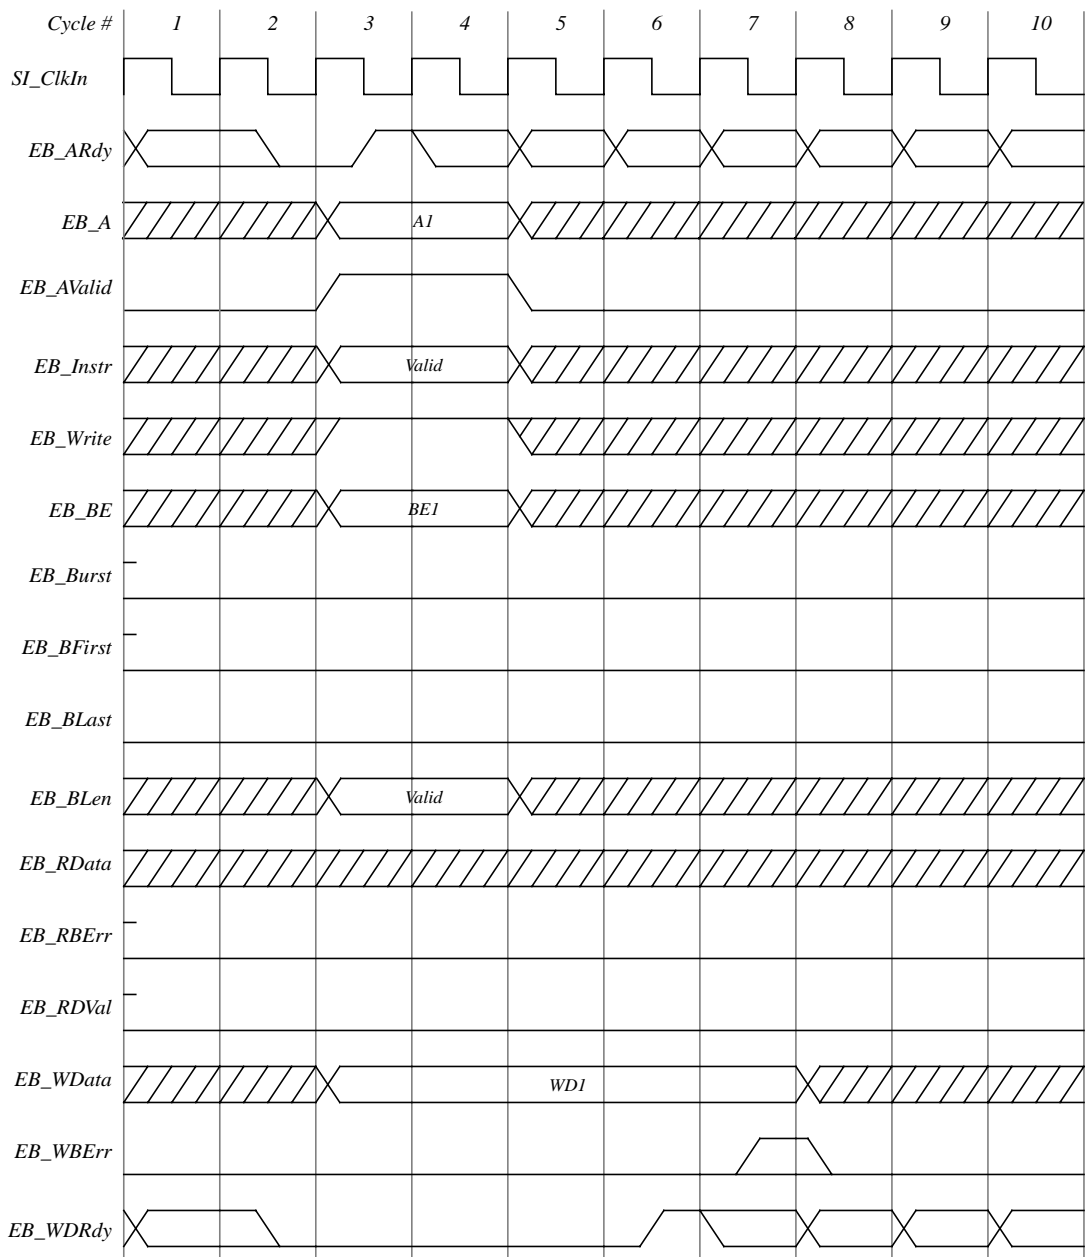 Cycle # 1 2 3 4 5 6 7 8 9 10
SI_ClkIn
EB_ARdy
EB_A A1
EB_AValid
EB_Instr Valid
EB_Write
EB_BE BE1
EB_Burst
EB_BFirst
EB_BLast
EB_BLen Valid
EB_RData
EB_RBErr
EB_RDVal
EB_WData WD1
EB_WBErr
EB_WDRdy